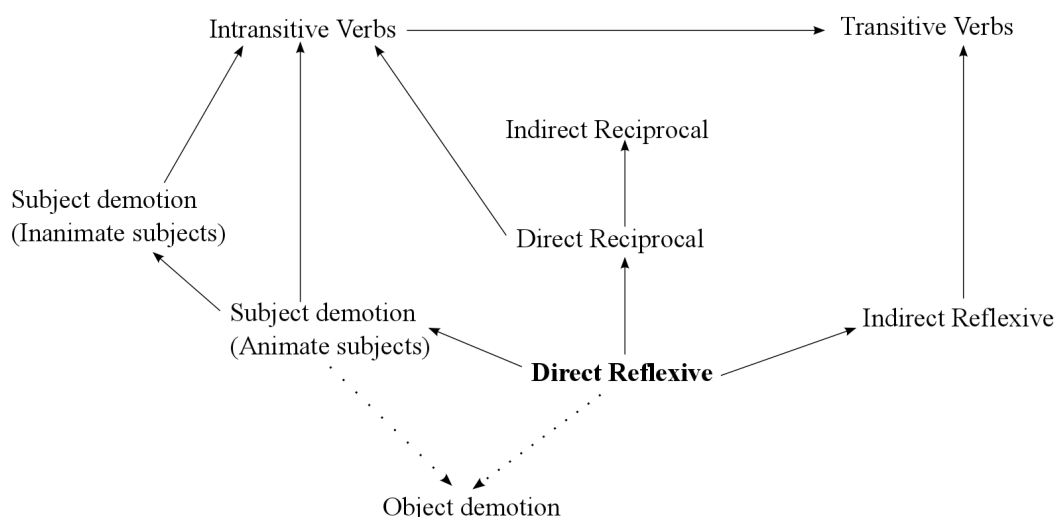 Intransitive Verbs
Transitive Verbs
Indirect Reciprocal
Subject demotion
(Inanimate subjects)
Direct Reciprocal
Subject demotion
(Animate subjects)
Indirect Reflexive
Direct Reflexive
Object demotion